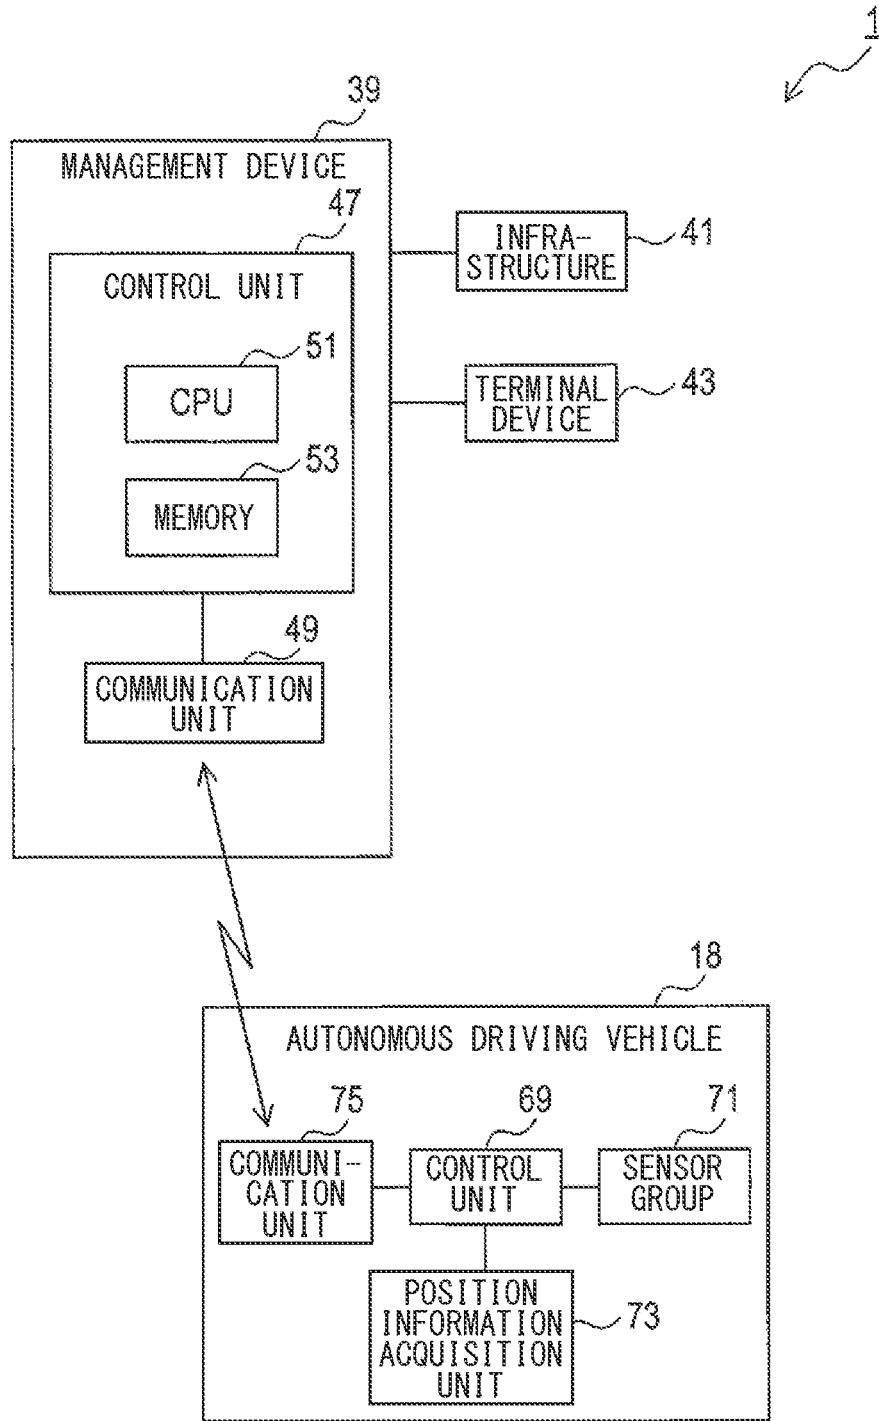 1
39
MANAGEMENT DEVICE
47
CONTROL UNIT
51
CPU
53
MEMORY
49
COMMUNICATION
UNIT
INFRA-
STRUCTURE
41
TERMINAL
DEVICE
43
18
AUTONOMOUS DRIVING VEHICLE
75
COMMUNI-
CATION
UNIT
69
CONTROL
UNIT
71
SENSOR
GROUP
POSITION
INFORMATION
ACQUISITION
UNIT
73